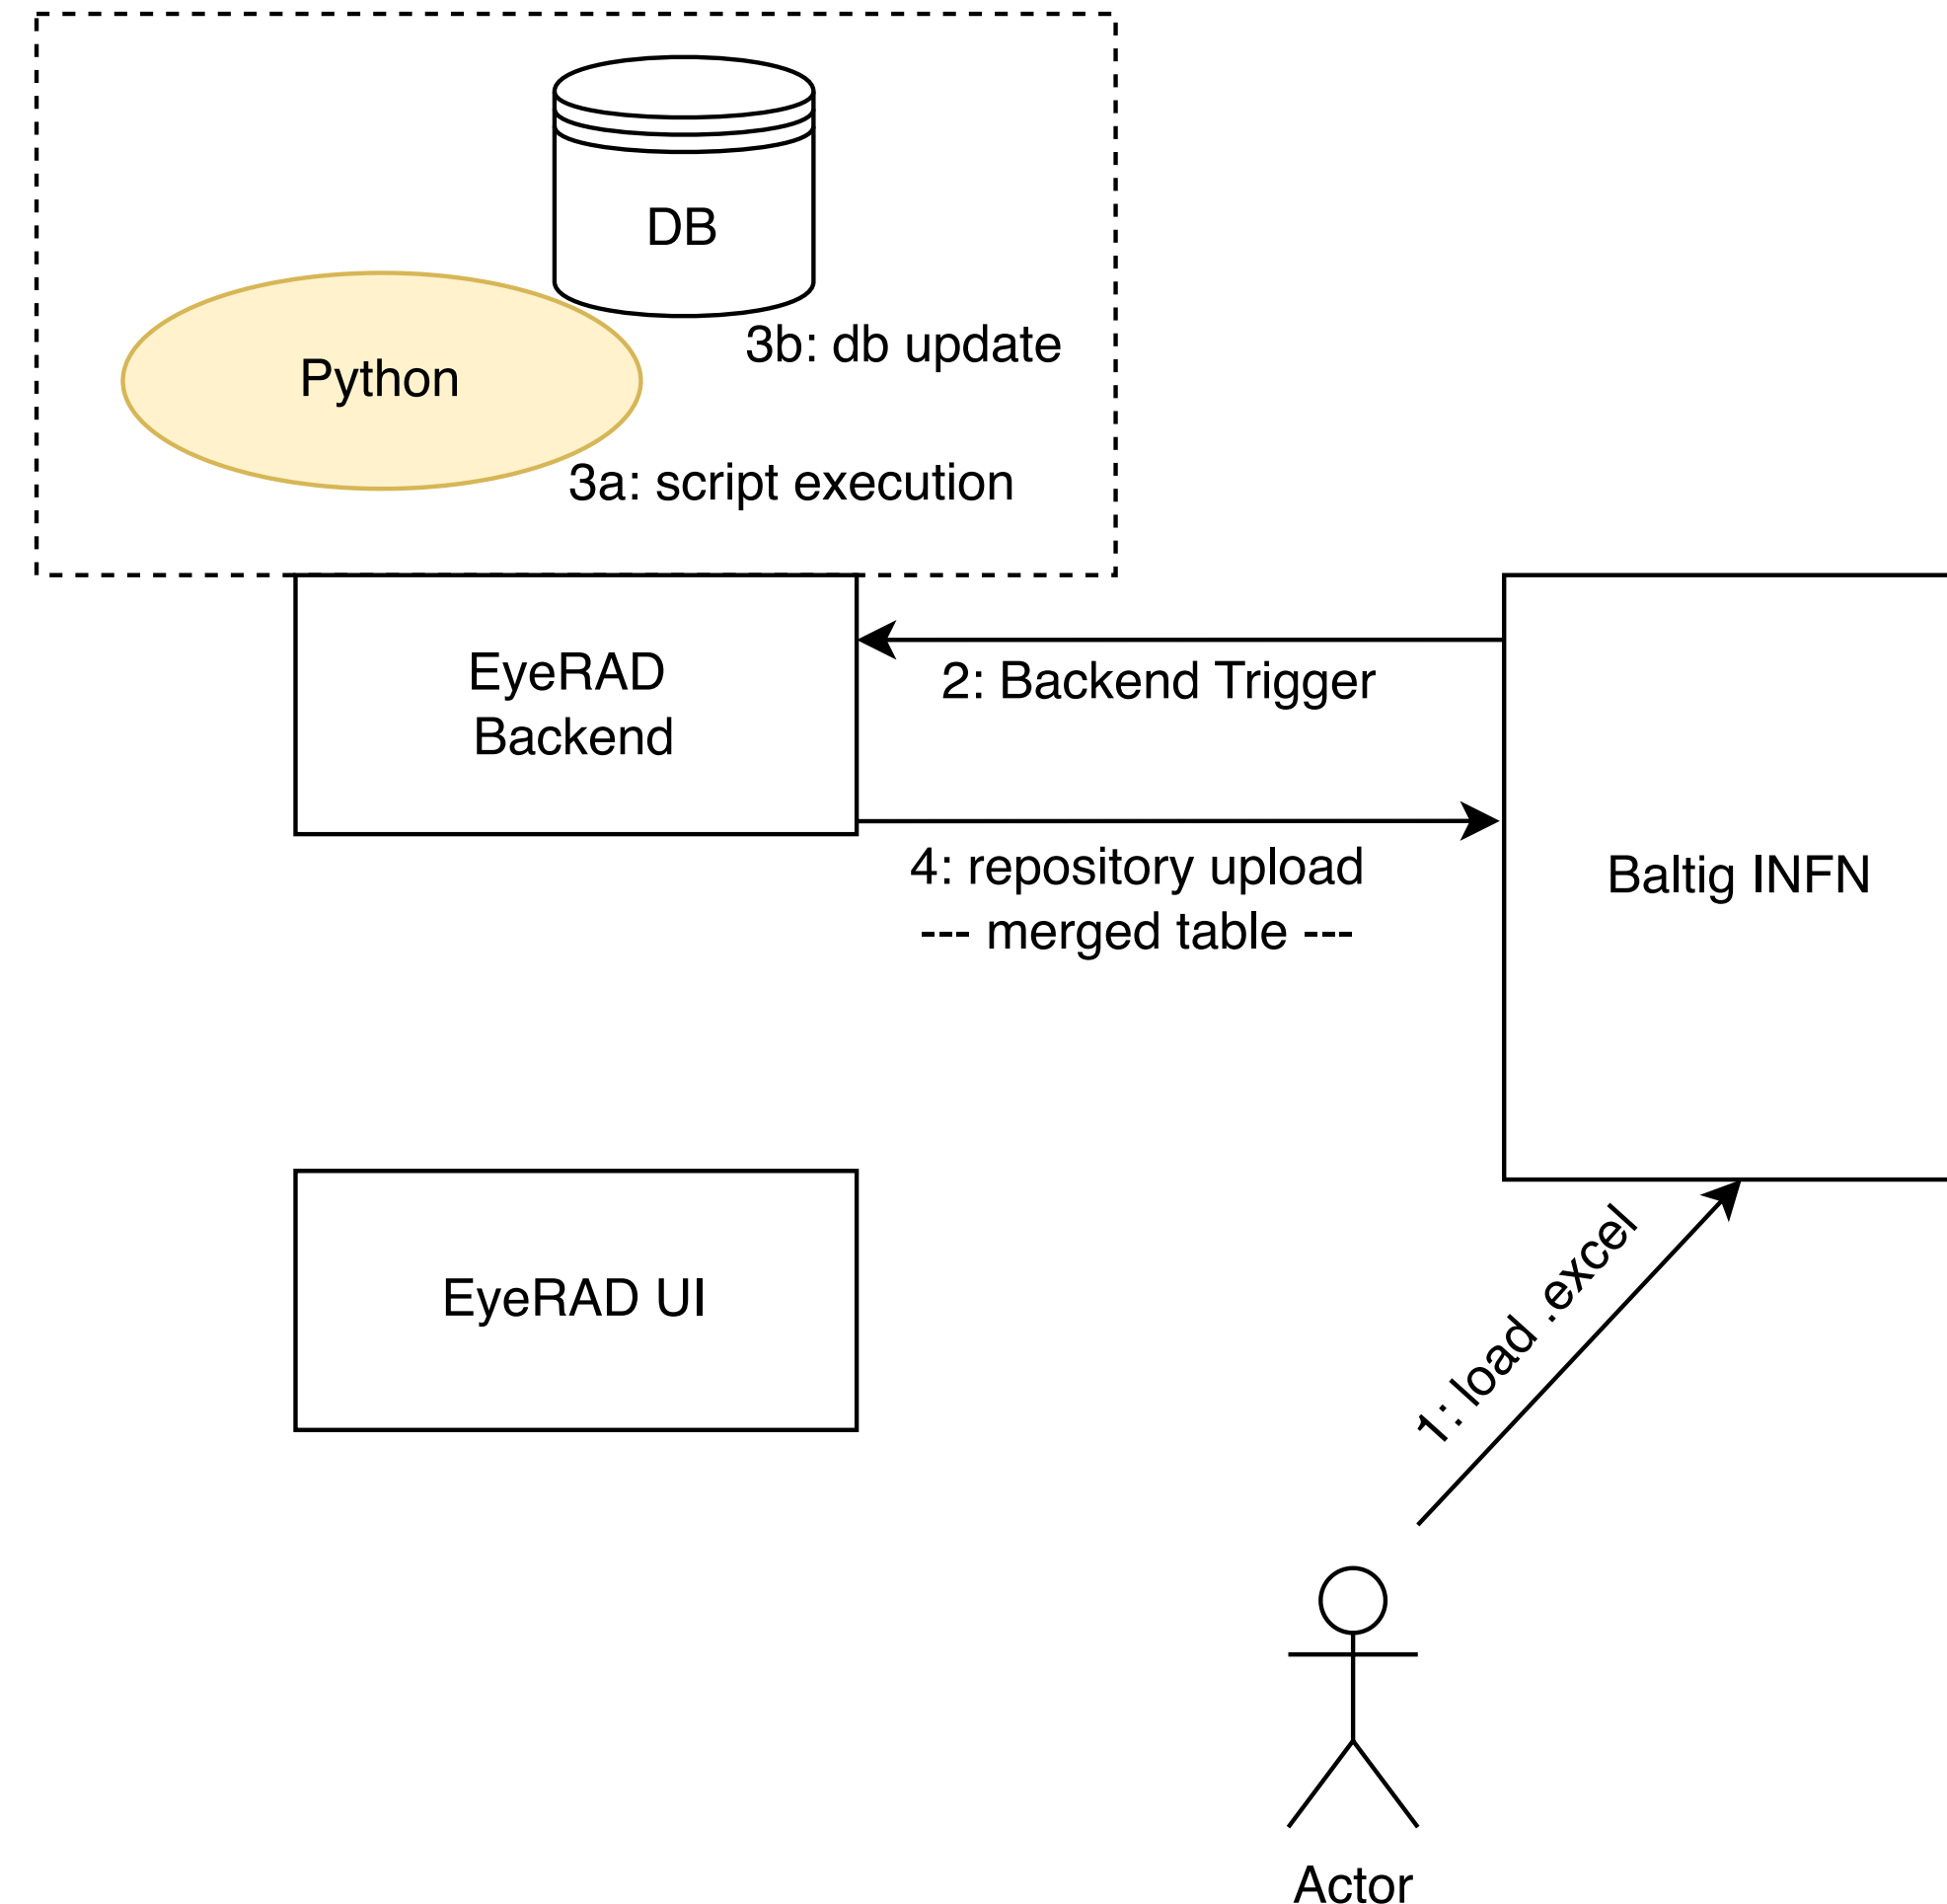 DB
3b: db update
Python
3a: script execution
EyeRAD
Backend
2: Backend Trigger
4: repository upload
--- merged table ---
Baltig INFN
EyeRAD UI
1: load .excel
Actor